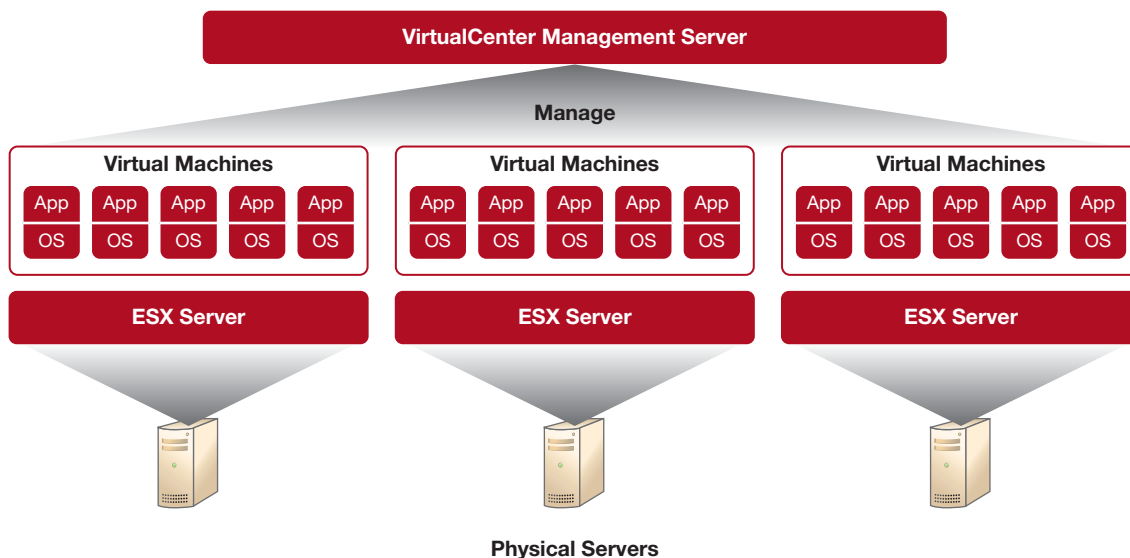 VirtualCenter Management Server
Manage
Virtual Machines
App App App App App
OS OS OS OS OS
Virtual Machines
App App App App App
OS OS OS OS OS
Virtual Machines
App App App App App
OS OS OS OS OS
ESX Server
ESX Server
ESX Server
Physical Servers